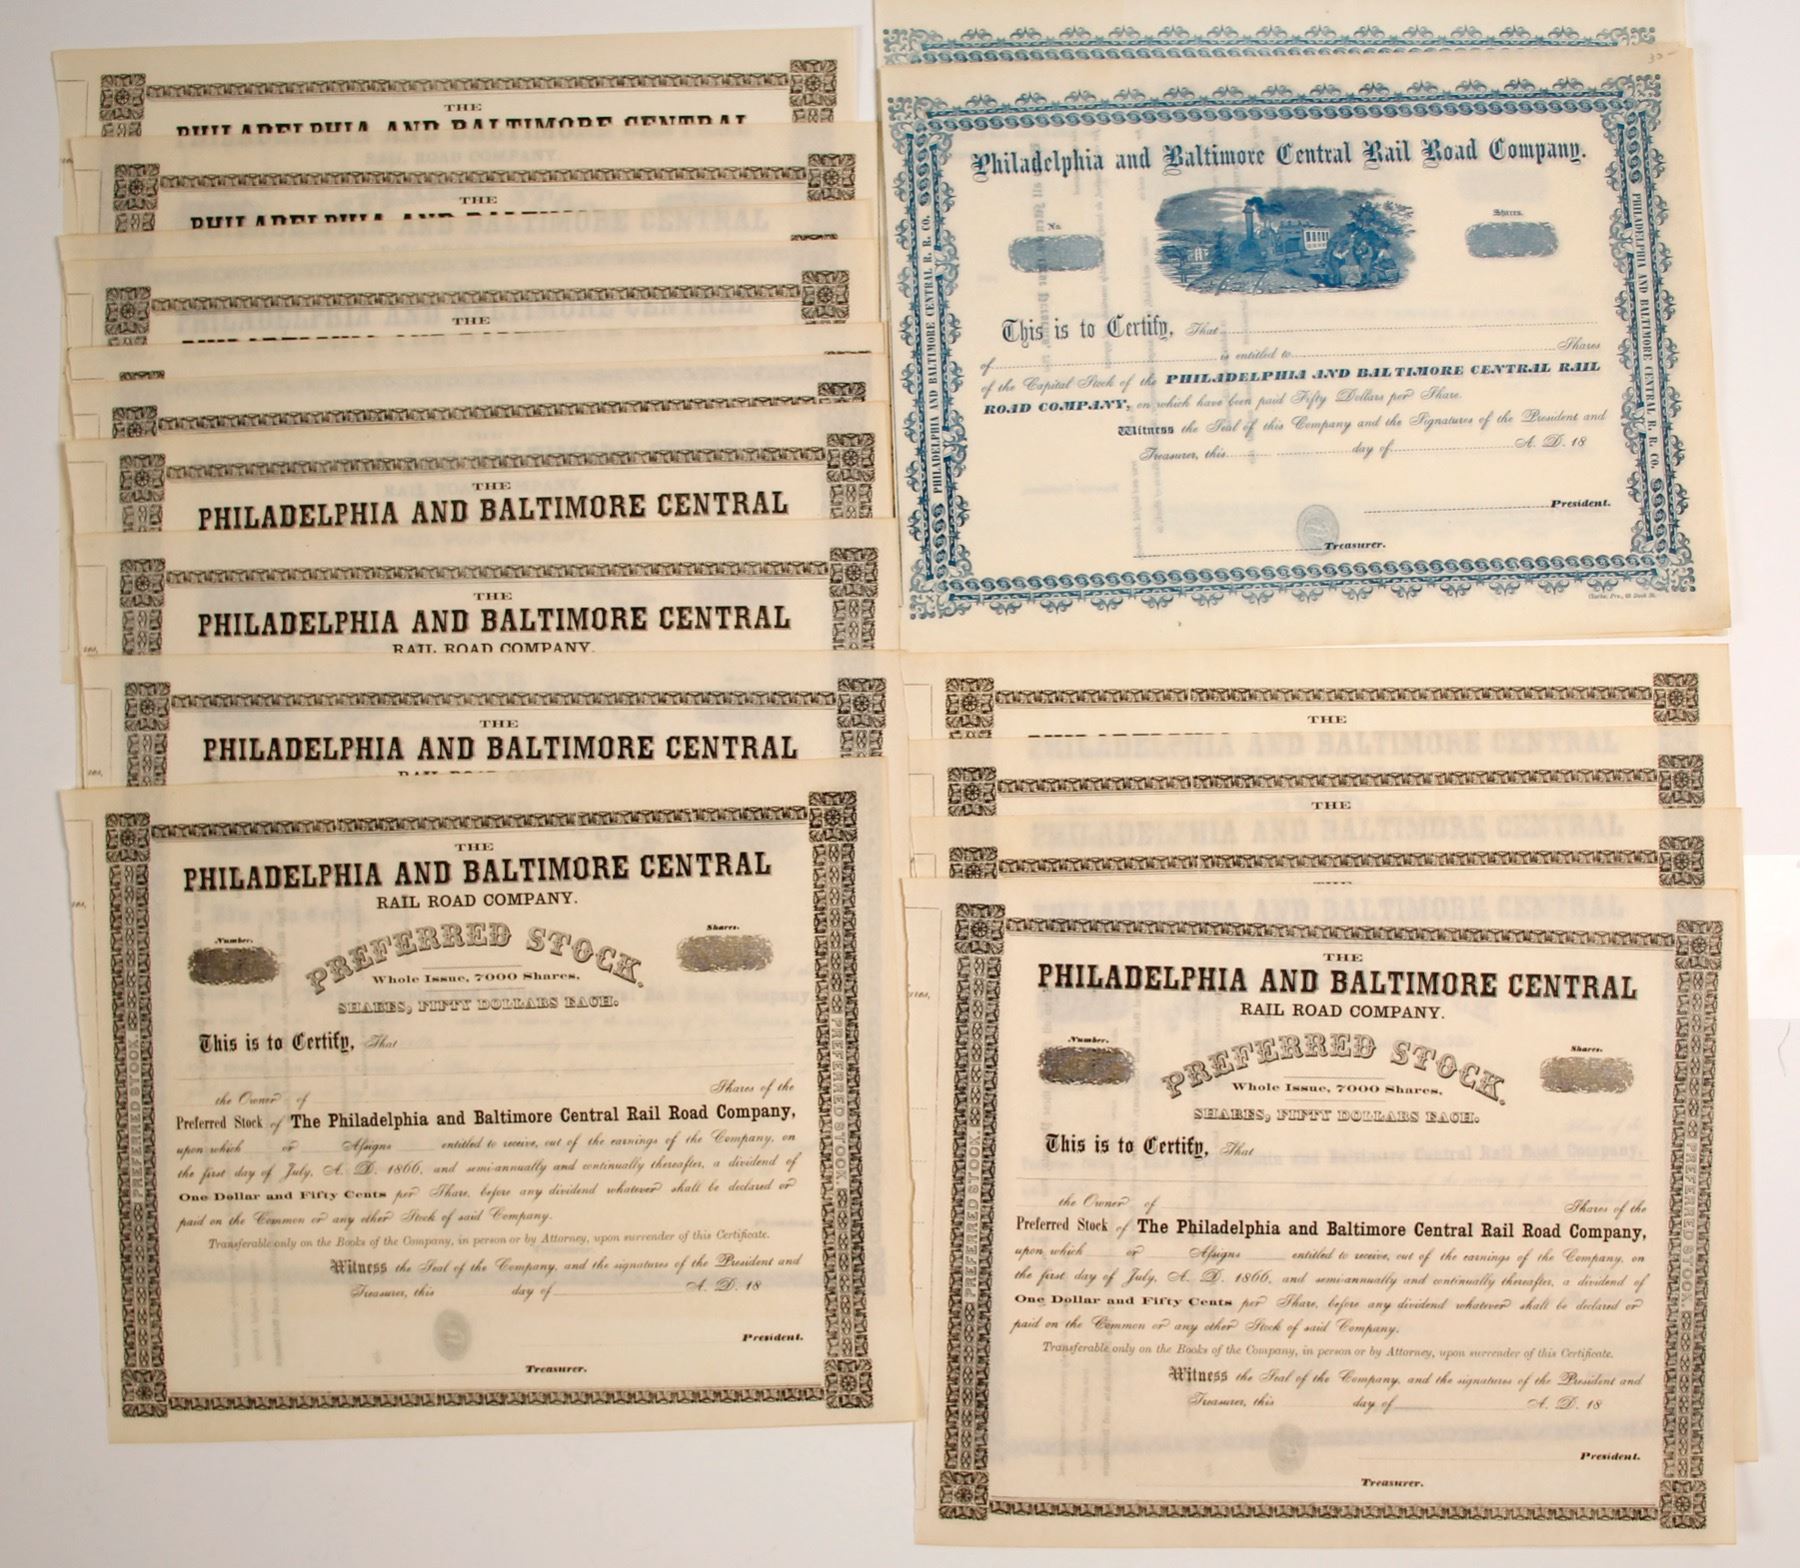 THE
PHILADELPHIA AND BALTIMORE CENTRAL
THE
PHILADELPHIA AND BALTIMORE CENTRAL
THE
PHILADELPHIA AND BALTIMORE CENTRAL
THE
PHILADELPHIA AND BALTIMORE CENTRAL
THE
PHILADELPHIA AND BALTIMORE CENTRAL
RAIL ROAD COMPANY.
THE
PHILADELPHIA AND BALTIMORE CENTRAL
RAIL ROAD COMPANY.
THE
PHILADELPHIA AND BALTIMORE CENTRAL
RAIL ROAD COMPANY.
Number.
Shares.
PREFERRED STOCK.
Whole Issue, 7000 Shares.
SHARES, FIFTY DOLLARS EACH.
This is to Certify, That
the Owner of Shares of the
Preferred Stock of The Philadelphia and Baltimore Central Rail Road Company,
upon which or Assigns entitled to receive, out of the earnings of the Company, on
the first day of July, A. D. 1866, and semi-annually and continually thereafter, a dividend of
One Dollar and Fifty Cents per Share, before any dividend whatever shall be declared or
paid on the Common or any other Stock of said Company.
Transferable only on the Books of the Company, in person or by Attorney, upon surrender of this Certificate.
Witness the Seal of the Company, and the signatures of the President and
Treasurer, this day of A. D. 18
President.
Treasurer.
PREFERRED STOCK.
PREFERRED STOCK.
30-
Philadelphia and Baltimore Central Rail Road Company.
No.
Shares.
This is to Certify, That
of is entitled to Shares
of the Capital Stock of the PHILADELPHIA AND BALTIMORE CENTRAL RAIL
ROAD COMPANY, on which have been paid Fifty Dollars per Share.
Witness the Seal of this Company and the Signatures of the President and
Treasurer, this day of A. D. 18
President.
Treasurer.
PHILADELPHIA AND BALTIMORE CENTRAL R. R. CO.
PHILADELPHIA AND BALTIMORE CENTRAL R. R. CO.
THE
THE
THE
PHILADELPHIA AND BALTIMORE CENTRAL
RAIL ROAD COMPANY.
Number.
Shares.
PREFERRED STOCK.
Whole Issue, 7000 Shares.
SHARES, FIFTY DOLLARS EACH.
This is to Certify, That
the Owner of Shares of the
Preferred Stock of The Philadelphia and Baltimore Central Rail Road Company,
upon which or Assigns entitled to receive, out of the earnings of the Company, on
the first day of July, A. D. 1866, and semi-annually and continually thereafter, a dividend of
One Dollar and Fifty Cents per Share, before any dividend whatever shall be declared or
paid on the Common or any other Stock of said Company.
Transferable only on the Books of the Company, in person or by Attorney, upon surrender of this Certificate.
Witness the Seal of the Company, and the signatures of the President and
Treasurer, this day of A. D. 18
President.
Treasurer.
PREFERRED STOCK.
PREFERRED STOCK.